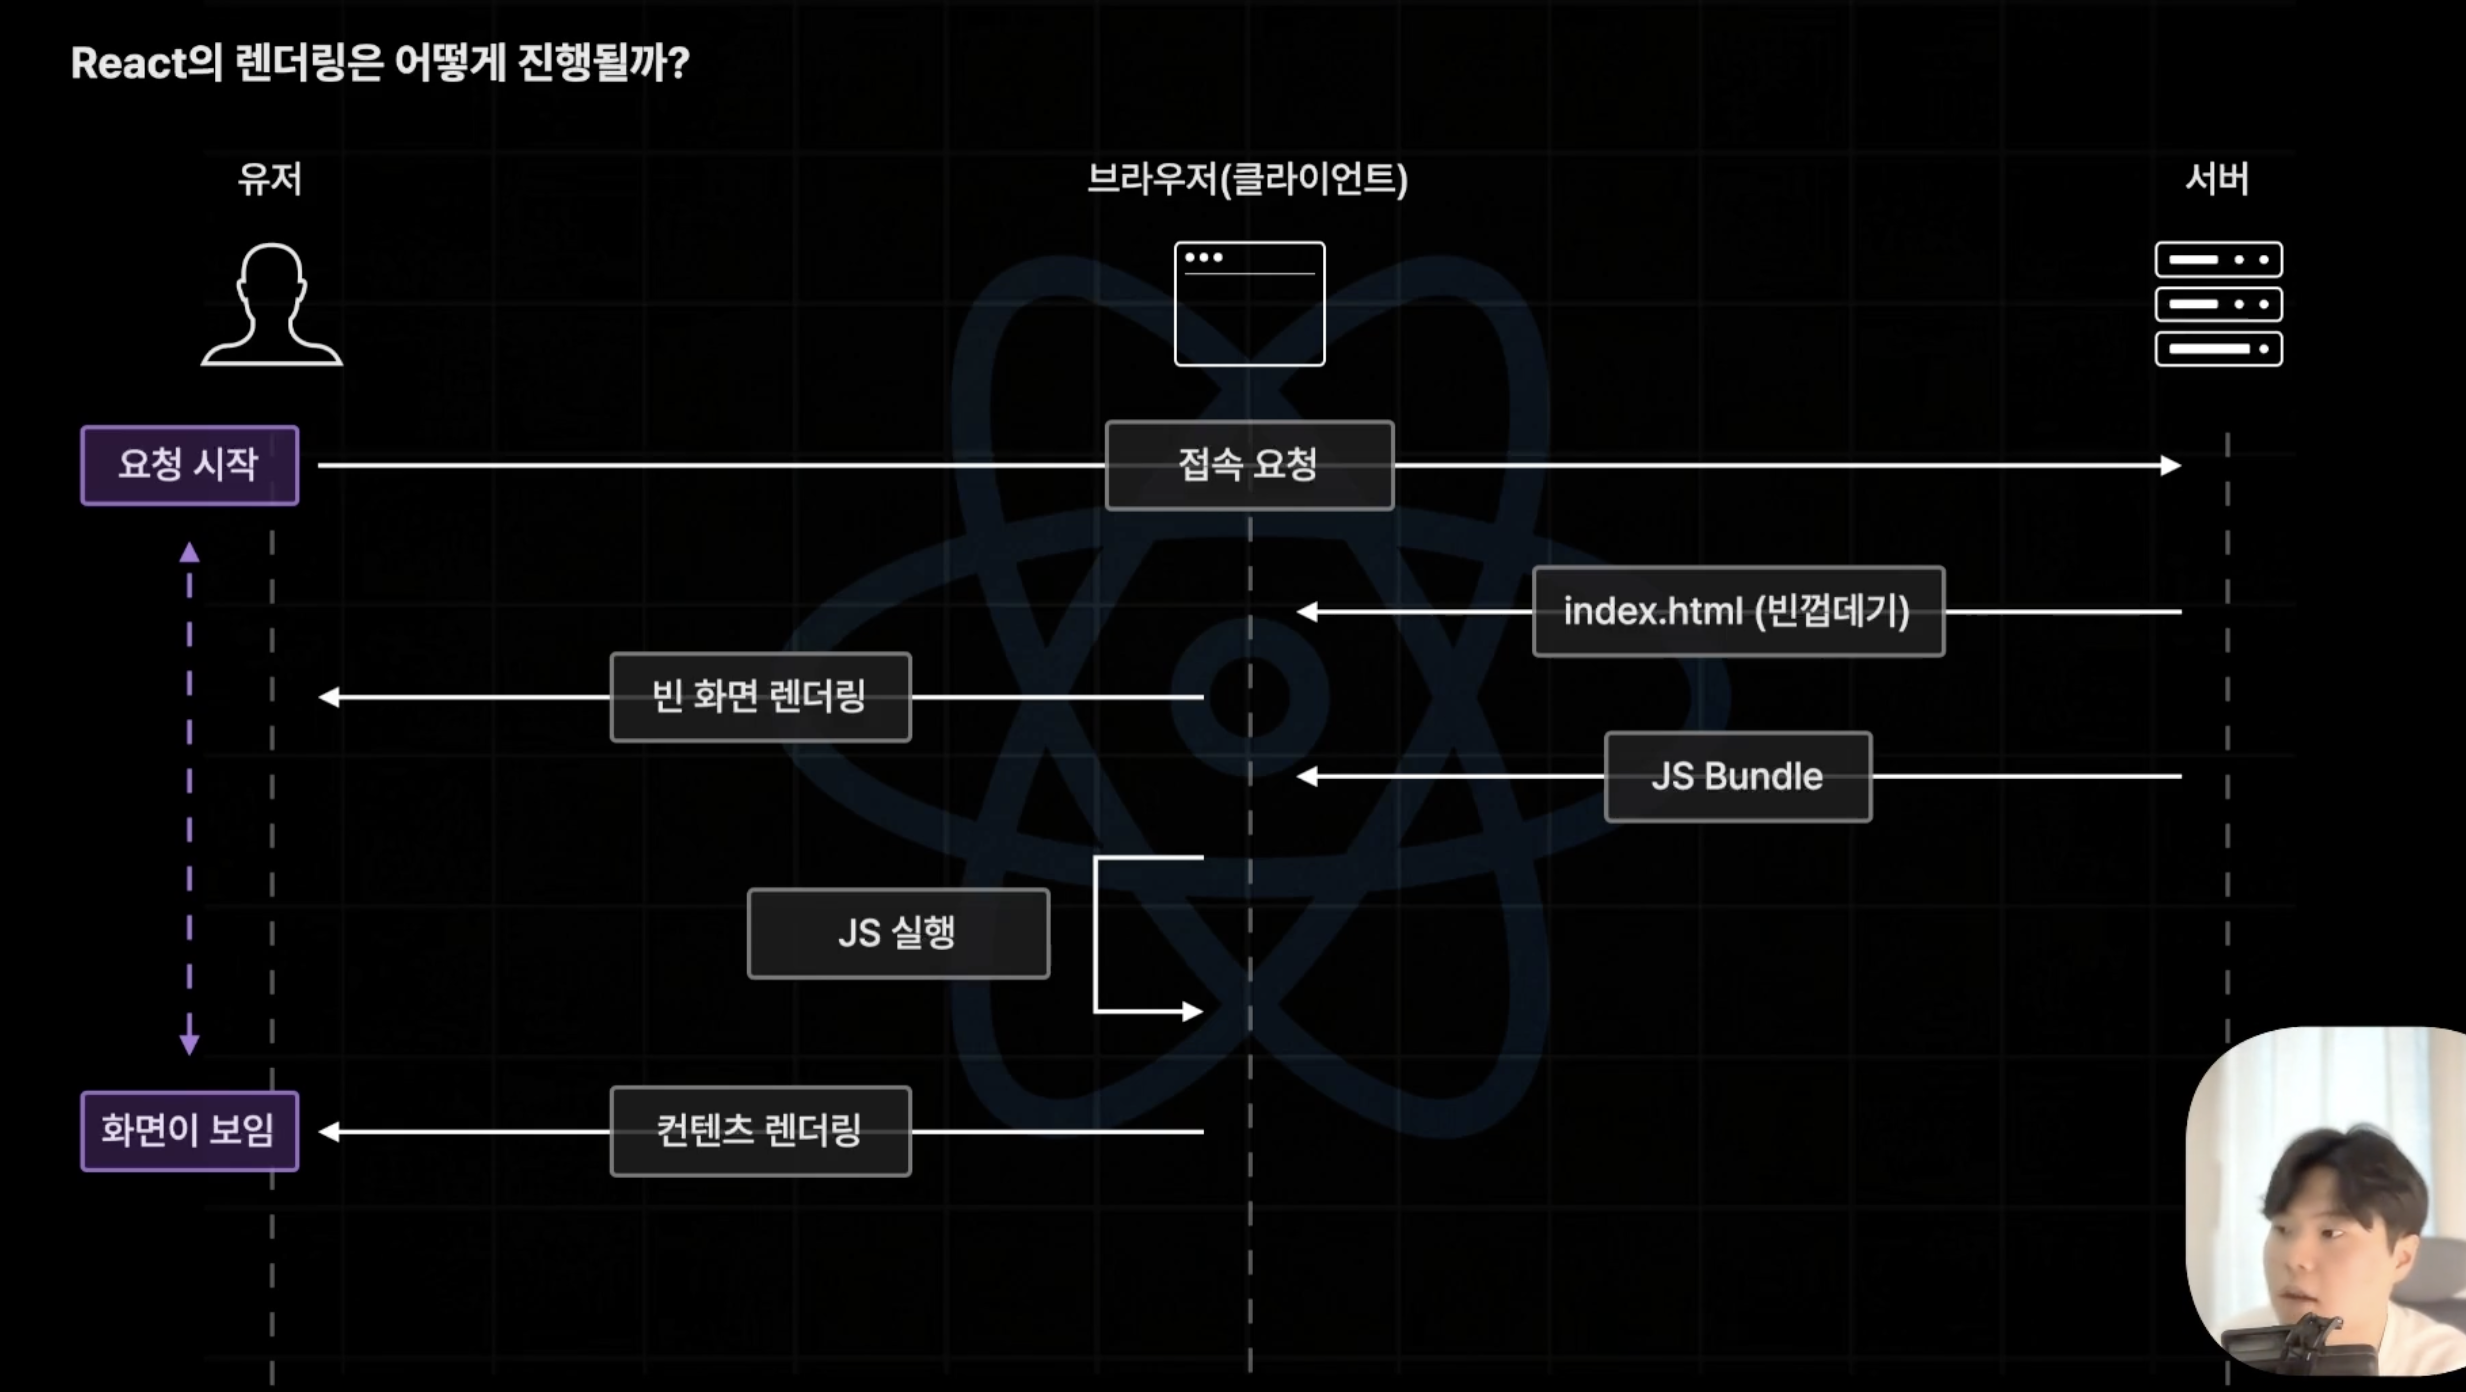 React의 렌더링은 어떻게 진행될까?
유저
브라우저(클라이언트)
서버
요청 시작
접속 요청
index.html (빈껍데기)
빈 화면 렌더링
JS Bundle
JS 실행
화면이 보임
컨텐츠 렌더링